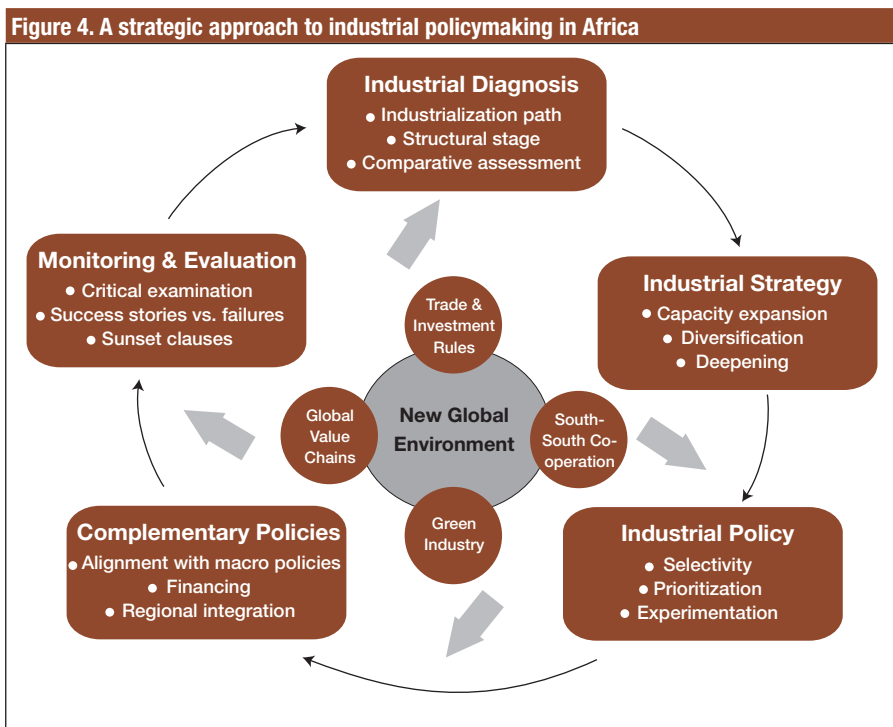 Figure 4. A strategic approach to industrial policymaking in Africa
Industrial Diagnosis
● Industrialization path
● Structural stage
● Comparative assessment
Monitoring & Evaluation
● Critical examination
● Success stories vs. failures
● Sunset clauses
Industrial Strategy
● Capacity expansion
● Diversification
● Deepening
Trade &
Investment
Rules
Global
Value
Chains
New Global
Environment
South-
South Co-
operation
Green
Industry
Complementary Policies
● Alignment with macro policies
● Financing
● Regional integration
Industrial Policy
● Selectivity
● Prioritization
● Experimentation